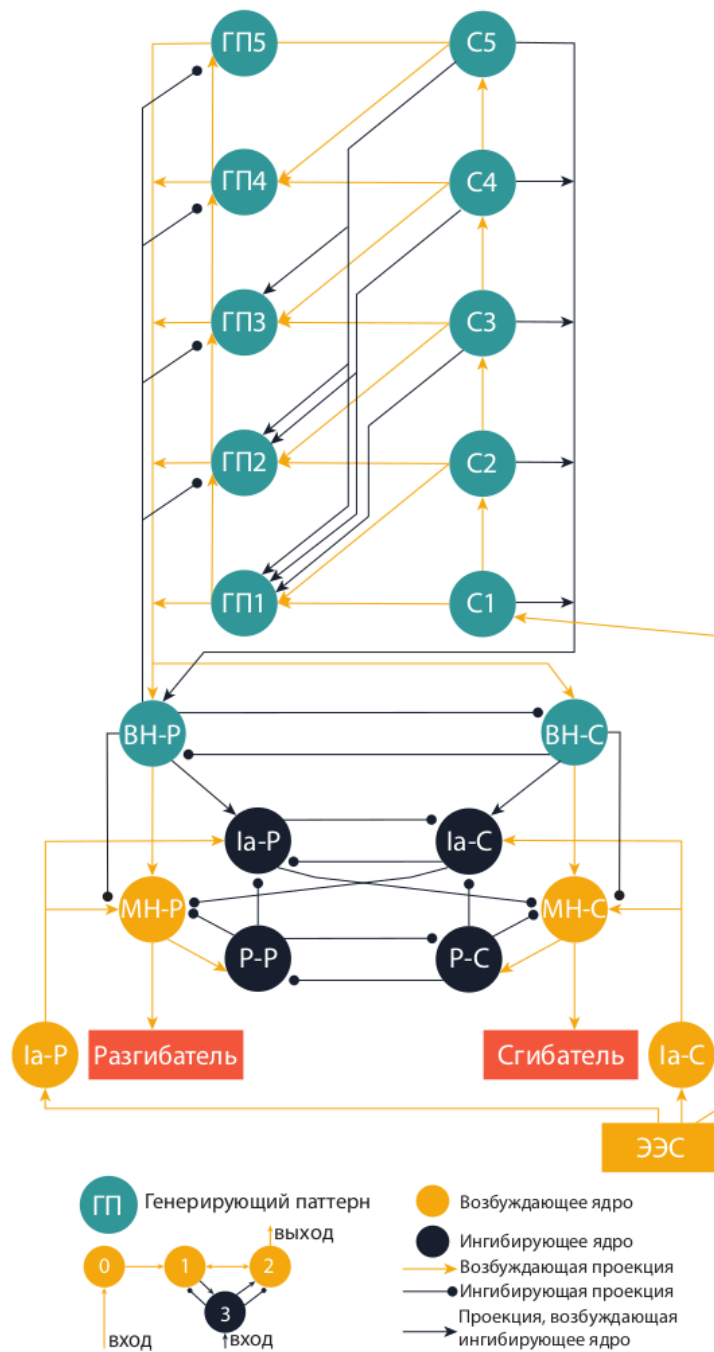 ГП5 С5
ГП4 С4
ГП3 С3
ГП2 С2
ГП1 С1
ВН-Р ВН-С
Ia-Р Ia-С
МН-Р МН-С
Р-Р Р-С
Ia-Р Разгибатель Сгибатель Ia-С
ЭЭС
ГП Генерирующий паттерн
выход
0 1 2
3
вход вход
Возбуждающее ядро
Ингибирующее ядро
Возбуждающая проекция
Ингибирующая проекция
Проекция, возбуждающая
ингибирующее ядро